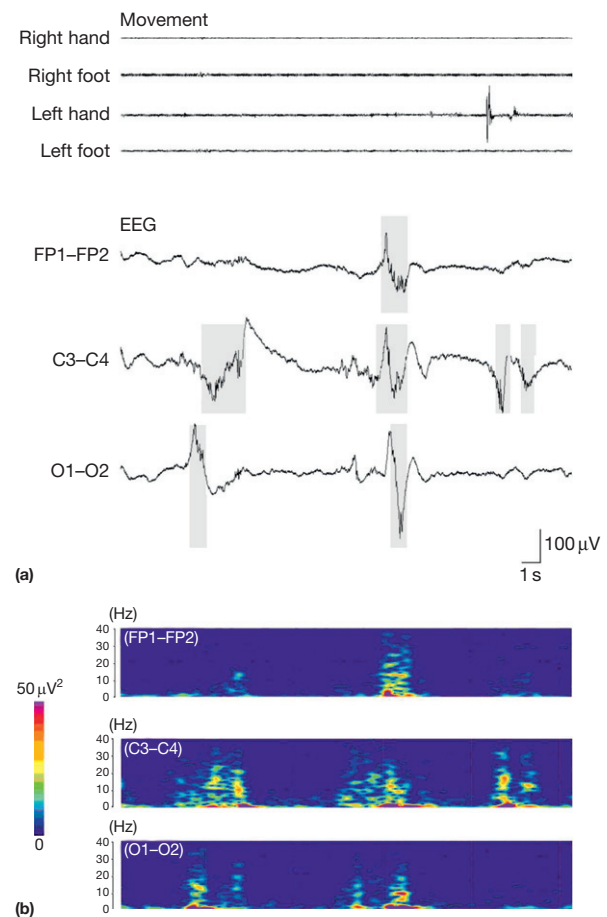 Movement
Right hand
Right foot
Left hand
Left foot
EEG
FP1–FP2
C3–C4
O1–O2
100 μV
1 s
(a)
(Hz)
40
30
20
10
0
(FP1–FP2)
50 μV²
0
(Hz)
40
30
20
10
0
(C3–C4)
(Hz)
40
30
20
10
0
(O1–O2)
(b)